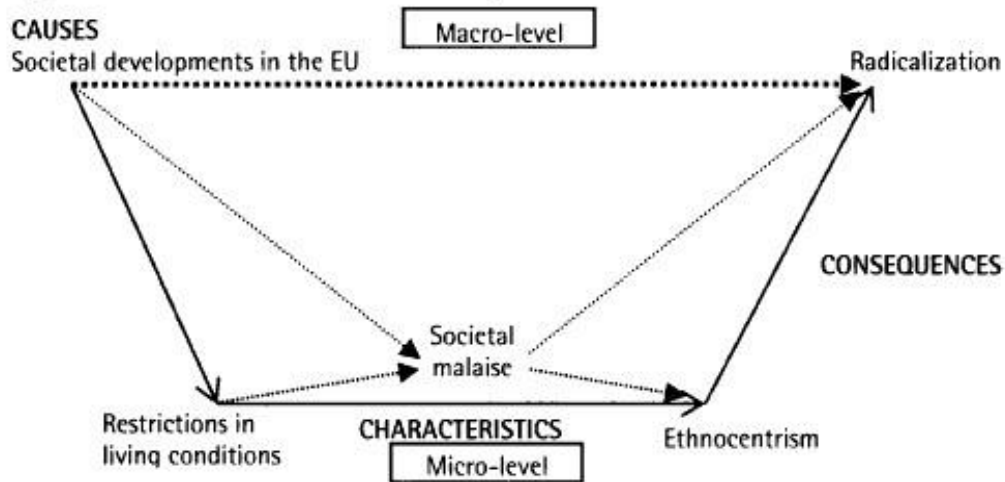 CAUSES
Macro-level
Societal developments in the EU
Radicalization
CONSEQUENCES
Societal
malaise
Restrictions in
living conditions
CHARACTERISTICS
Ethnocentrism
Micro-level